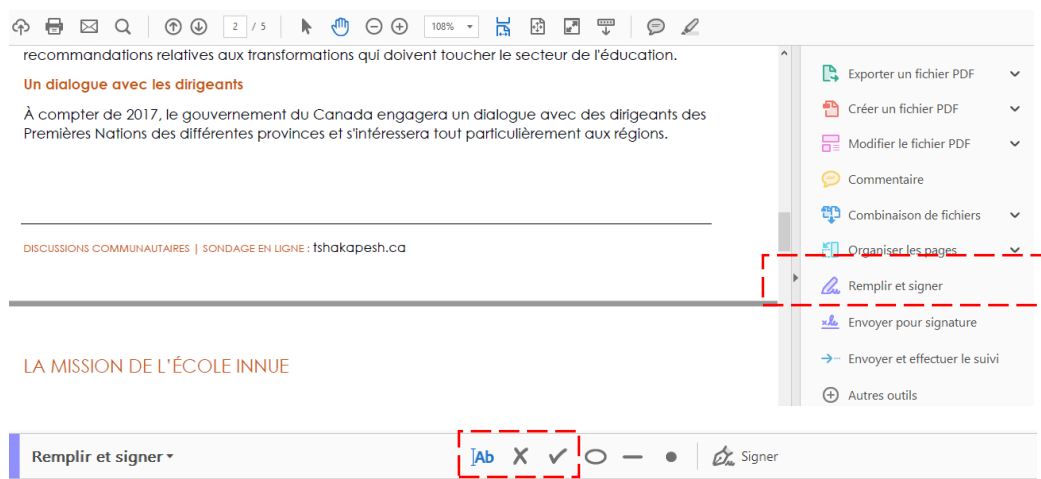 2 / 5
108%
recommandations relatives aux transformations qui doivent toucher le secteur de l'éducation.
Un dialogue avec les dirigeants
À compter de 2017, le gouvernement du Canada engagera un dialogue avec des dirigeants des
Premières Nations des différentes provinces et s'intéressera tout particulièrement aux régions.
DISCUSSIONS COMMUNAUTAIRES | SONDAGE EN LIGNE : tshakapesh.ca
LA MISSION DE L'ÉCOLE INNUE
Exporter un fichier PDF
Créer un fichier PDF
Modifier le fichier PDF
Commentaire
Combinaison de fichiers
Organiser les pages
Remplir et signer
Envoyer pour signature
Envoyer et effectuer le suivi
Autres outils
Remplir et signer
Ab
Signer